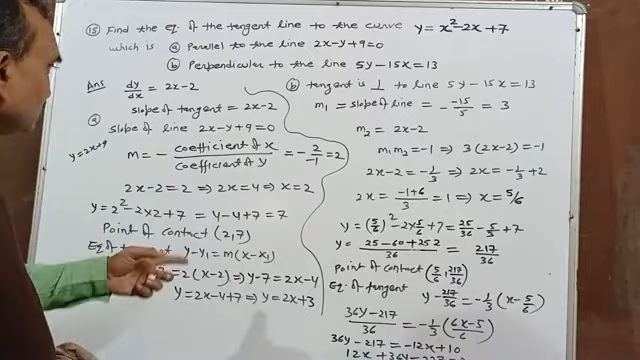 ⑮ Find the eq. of the tangent line to the curve y = x² - 2x + 7
which is ⓐ Parallel to the line 2x - y + 9 = 0
ⓑ Perpendicular to the line 5y - 15x = 13
Ans dy/dx = 2x - 2
slope of tangent = 2x - 2
ⓐ
slope of line 2x - y + 9 = 0
y = 2x + 9
m = - coefficient of x / coefficient of y = - 2/-1 = 2
2x - 2 = 2 ⇒ 2x = 4 ⇒ x = 2
y = 2² - 2x2 + 7 = 4 - 4 + 7 = 7
Point of contact (2,7)
Eq of t y - y₁ = m(x - x₁)
= 2(x - 2) ⇒ y - 7 = 2x - 4
y = 2x - 4 + 7 ⇒ y = 2x + 3
ⓑ tangent is ⊥ to line 5y - 15x = 13
m₁ = slope of line = - -15/5 = 3
m₂ = 2x - 2
m₁m₂ = -1 ⇒ 3(2x - 2) = -1
2x - 2 = -1/3 ⇒ 2x = -1/3 + 2
2x = -1+6/3 = 1 ⇒ x = 5/6
y = (5/6)² - 2x 5/6 + 7 = 25/36 - 5/3 + 7
y = 25 - 60 + 252 / 36 = 217/36
Point of contact (5/6, 217/36)
Eq. of tangent y - 217/36 = -1/3 (x - 5/6)
36y - 217 / 36 = -1/3 (6x - 5 / 6)
36y - 217 = -12x + 10
12x + 36y - 227 = 0